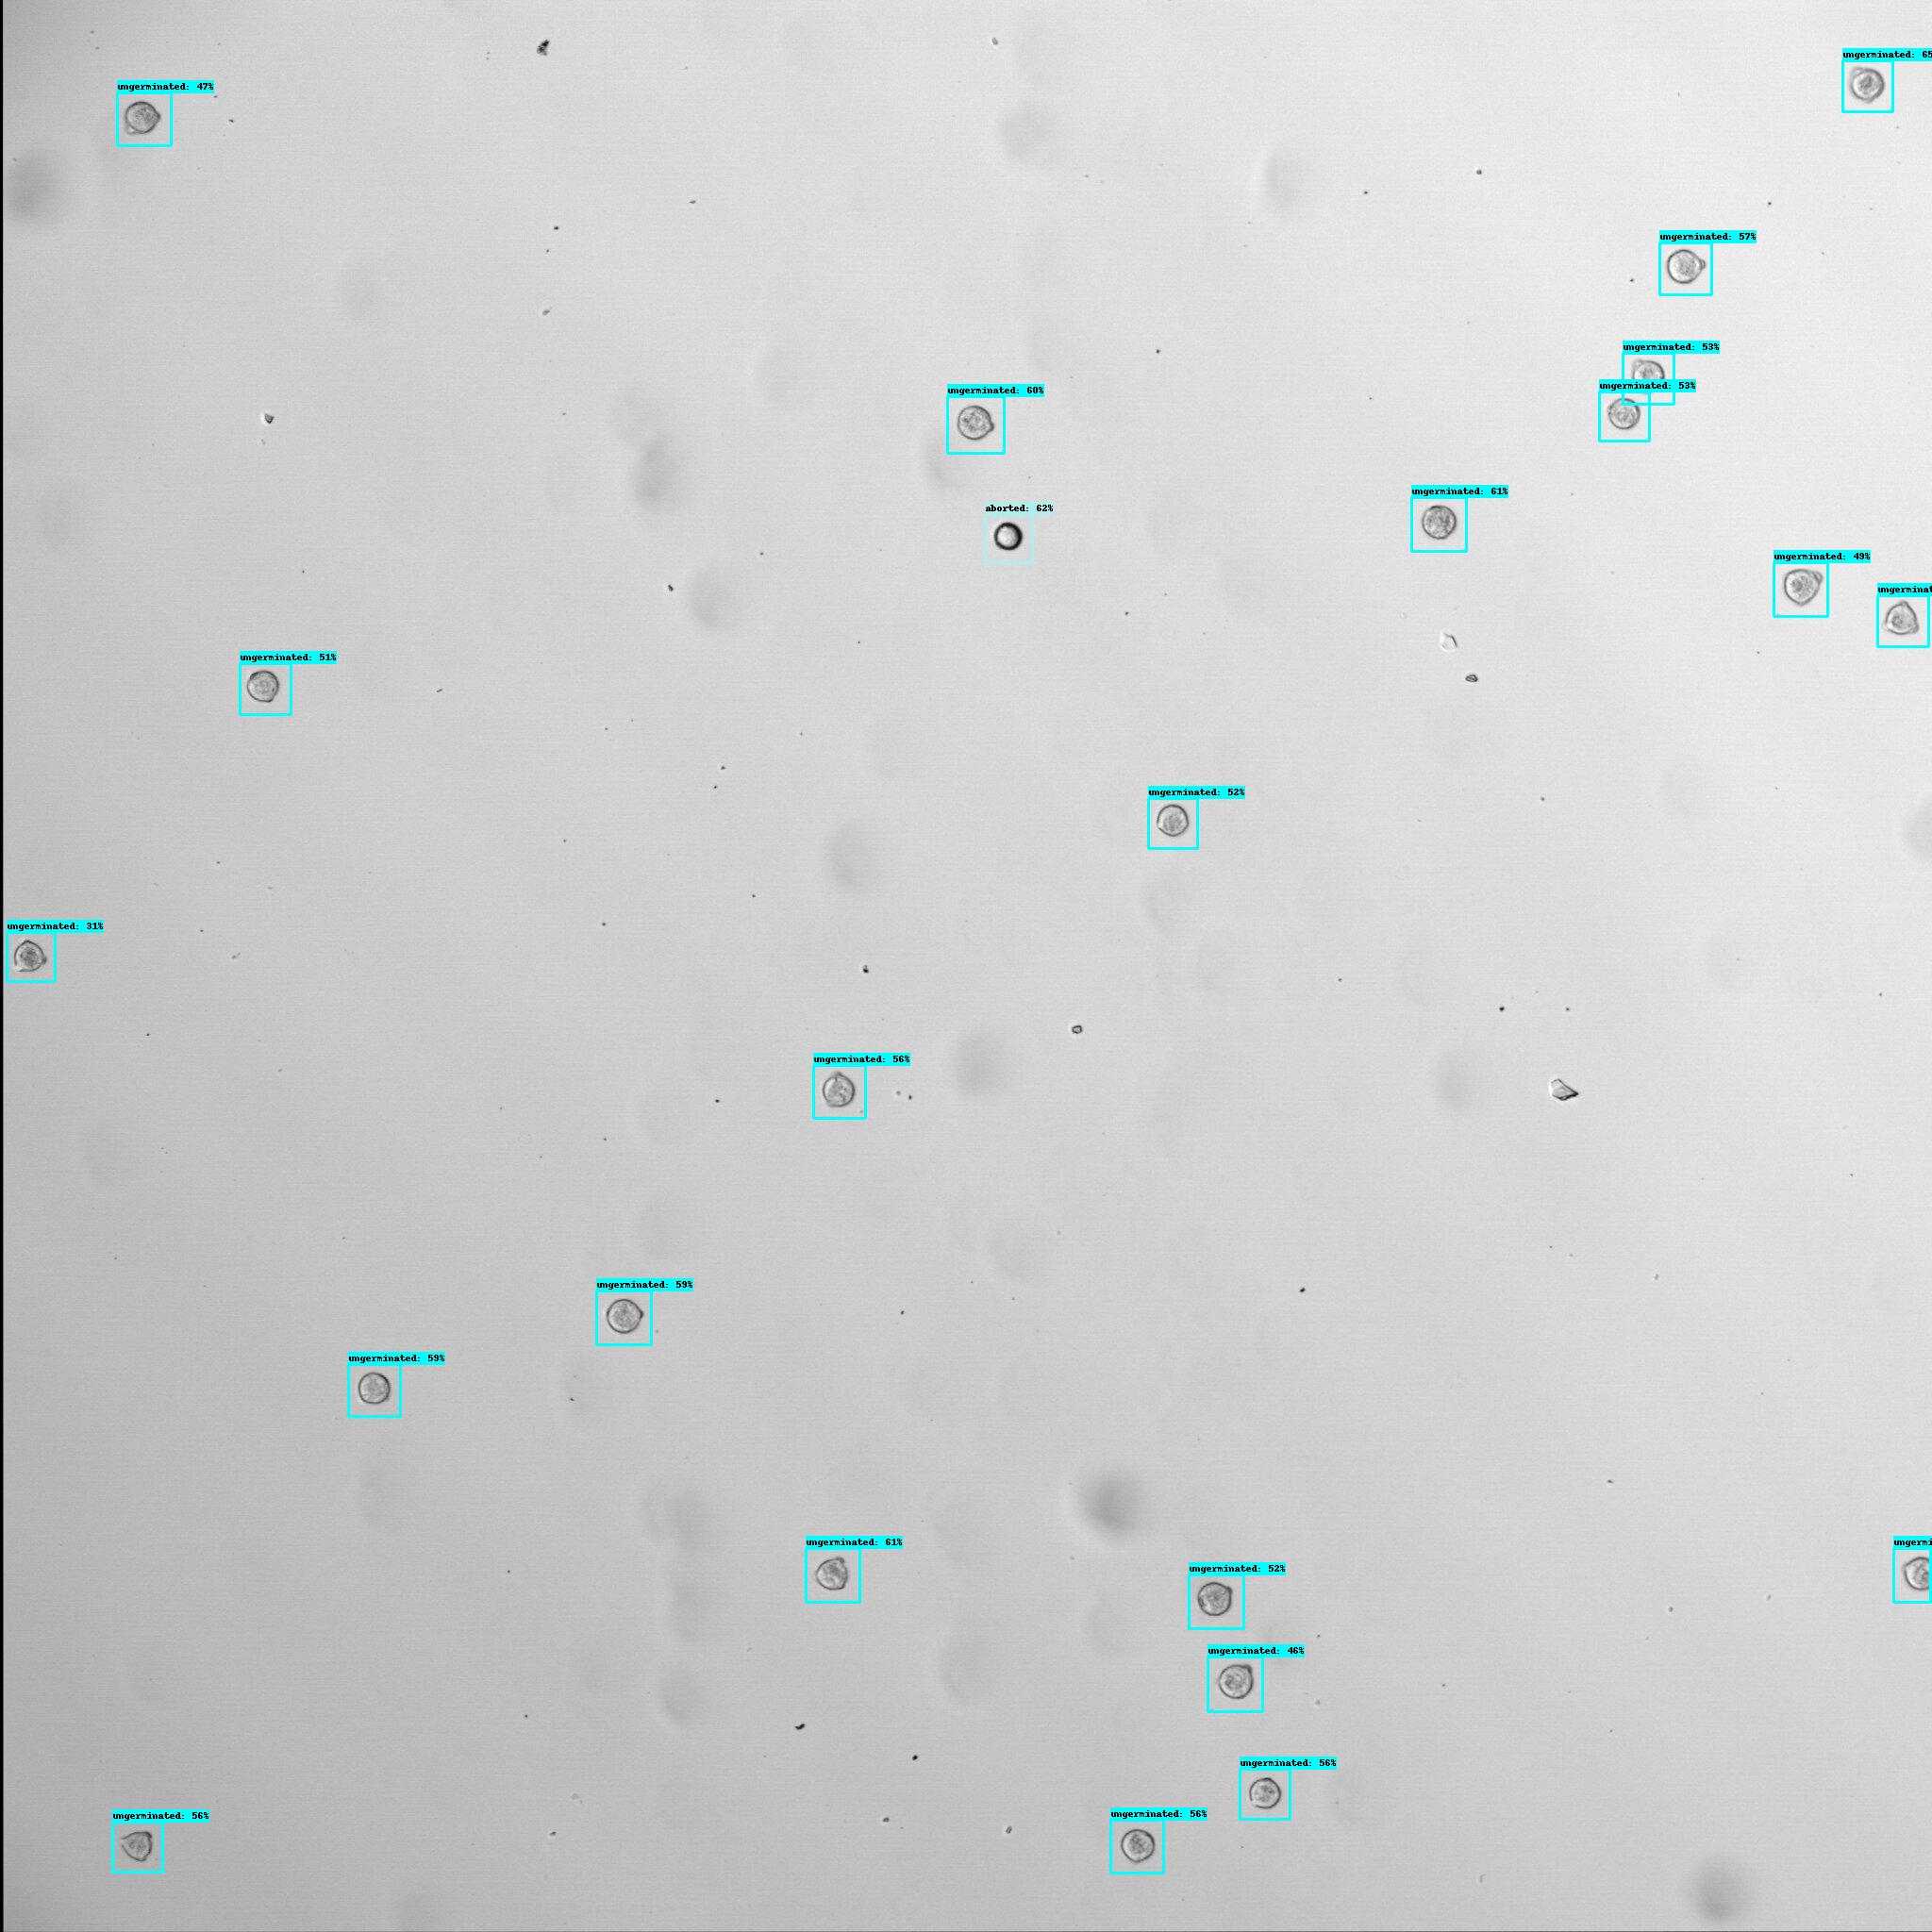 ungerminated: 65
ungerminated: 47%
ungerminated: 57%
ungerminated: 53%
ungerminated: 53%
ungerminated: 60%
ungerminated: 61%
aborted: 62%
ungerminated: 49%
ungerminat
ungerminated: 51%
ungerminated: 52%
ungerminated: 31%
ungerminated: 56%
ungerminated: 59%
ungerminated: 59%
ungerminated: 61%
ungermi
ungerminated: 52%
ungerminated: 46%
ungerminated: 56%
ungerminated: 56%
ungerminated: 56%